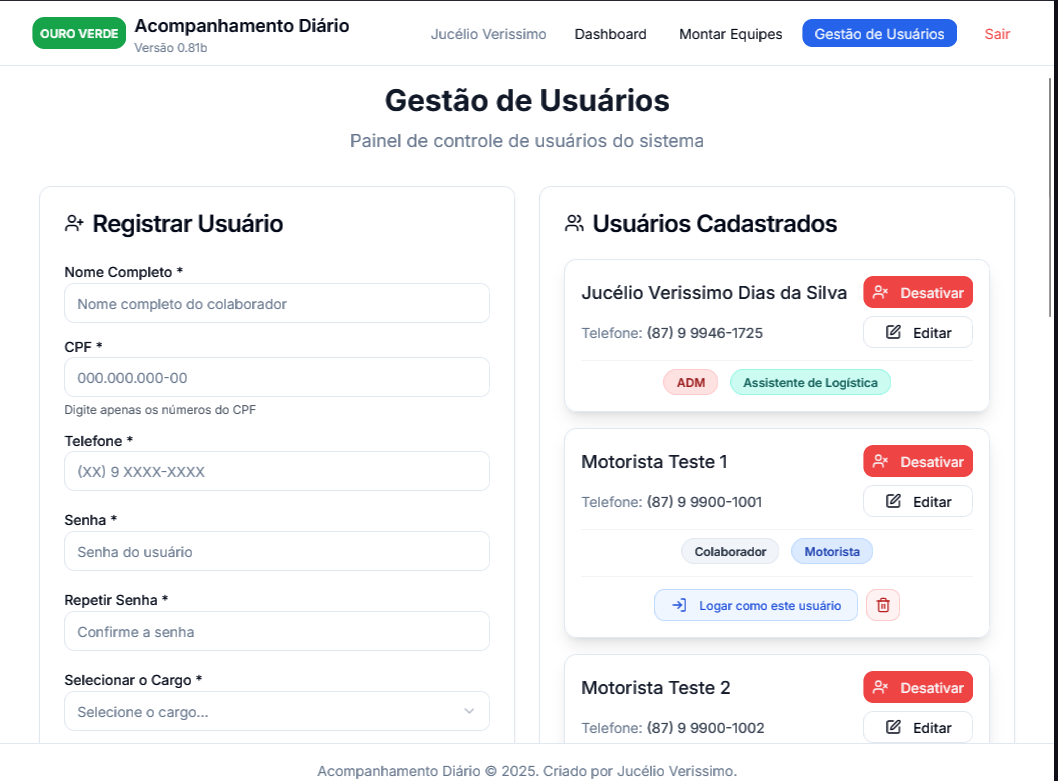 OURO VERDE
Acompanhamento Diário
Versão 0.81b
Jucélio Verissimo
Dashboard
Montar Equipes
Gestão de Usuários
Sair
Gestão de Usuários
Painel de controle de usuários do sistema
Registrar Usuário
Nome Completo *
Nome completo do colaborador
CPF *
000.000.000-00
Digite apenas os números do CPF
Telefone *
(XX) 9 XXXX-XXXX
Senha *
Senha do usuário
Repetir Senha *
Confirme a senha
Selecionar o Cargo *
Selecione o cargo...
Usuários Cadastrados
Jucélio Verissimo Dias da Silva
Desativar
Telefone: (87) 9 9946-1725
Editar
ADM
Assistente de Logística
Motorista Teste 1
Desativar
Telefone: (87) 9 9900-1001
Editar
Colaborador
Motorista
Logar como este usuário
Motorista Teste 2
Desativar
Telefone: (87) 9 9900-1002
Editar
Acompanhamento Diário © 2025. Criado por Jucélio Verissimo.